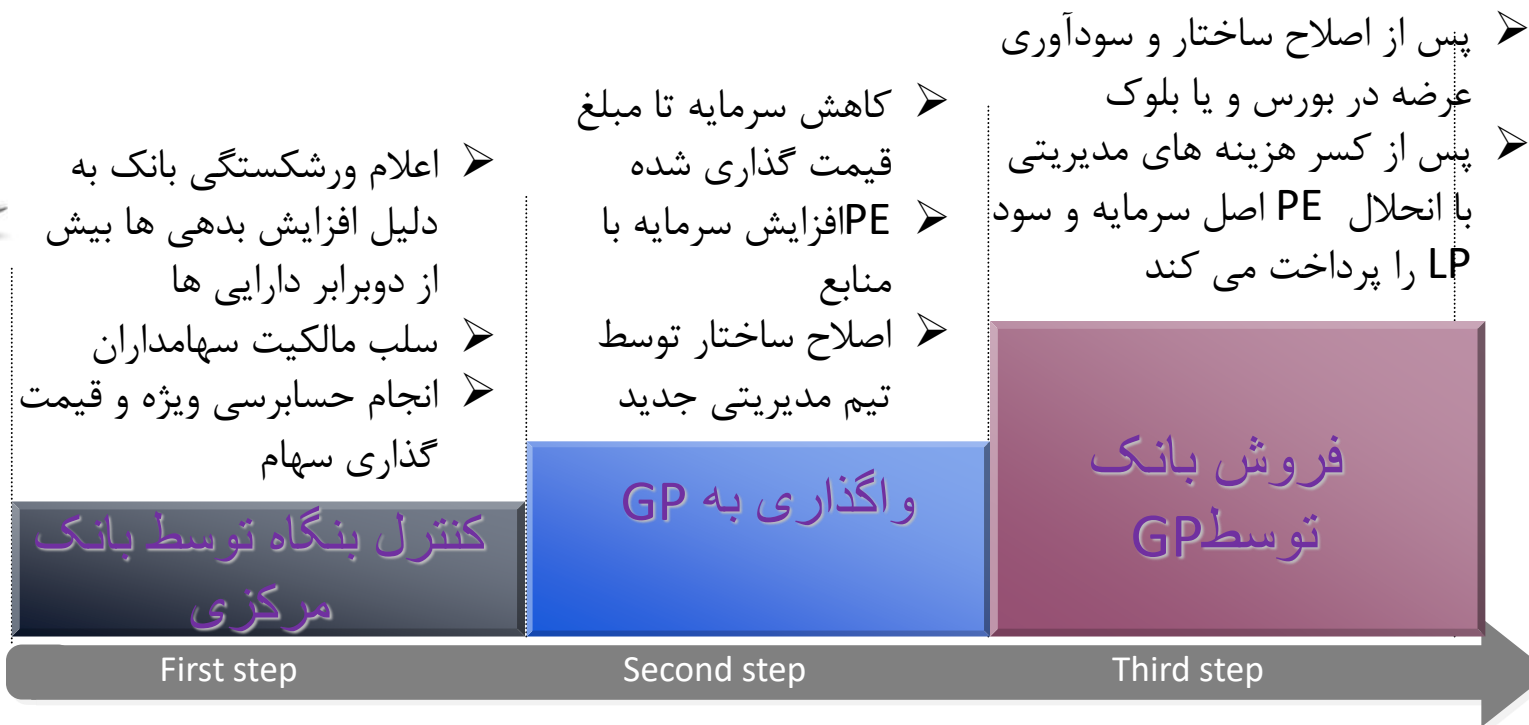 اعلام ورشکستگی بانک به
دلیل افزایش بدهی ها بیش
از دوبرابر دارایی ها
سلب مالکیت سهامداران
انجام حسابرسی ویژه و قیمت
گذاری سهام
کنترل بنگاه توسط بانک
مرکزی
First step
کاهش سرمایه تا مبلغ
قیمت گذاری شده
PEافزایش سرمایه با
منابع
اصلاح ساختار توسط
تیم مدیریتی جدید
واگذاری به GP
Second step
پس از اصلاح ساختار و سودآوری
عرضه در بورس و یا بلوک
پس از کسر هزینه های مدیریتی
با انحلال PE اصل سرمایه و سود
LP را پرداخت می کند
فروش بانک
توسطGP
Third step